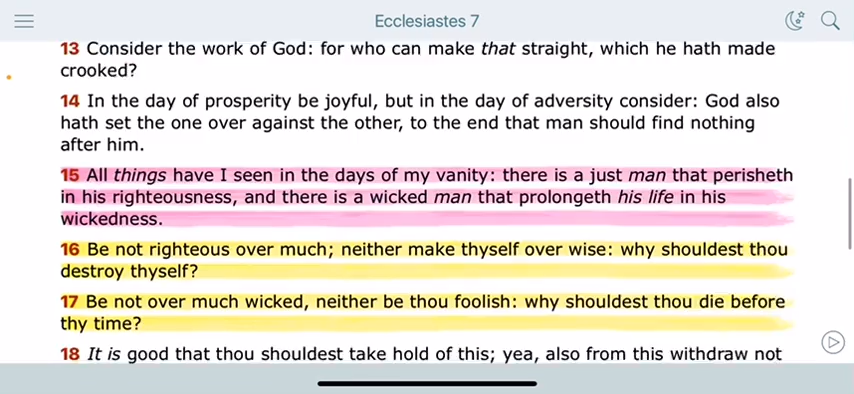 Ecclesiastes 7
13 Consider the work of God: for who can make that straight, which he hath made
crooked?
14 In the day of prosperity be joyful, but in the day of adversity consider: God also
hath set the one over against the other, to the end that man should find nothing
after him.
15 All things have I seen in the days of my vanity: there is a just man that perisheth
in his righteousness, and there is a wicked man that prolongeth his life in his
wickedness.
16 Be not righteous over much; neither make thyself over wise: why shouldest thou
destroy thyself?
17 Be not over much wicked, neither be thou foolish: why shouldest thou die before
thy time?
18 It is good that thou shouldest take hold of this; yea, also from this withdraw not